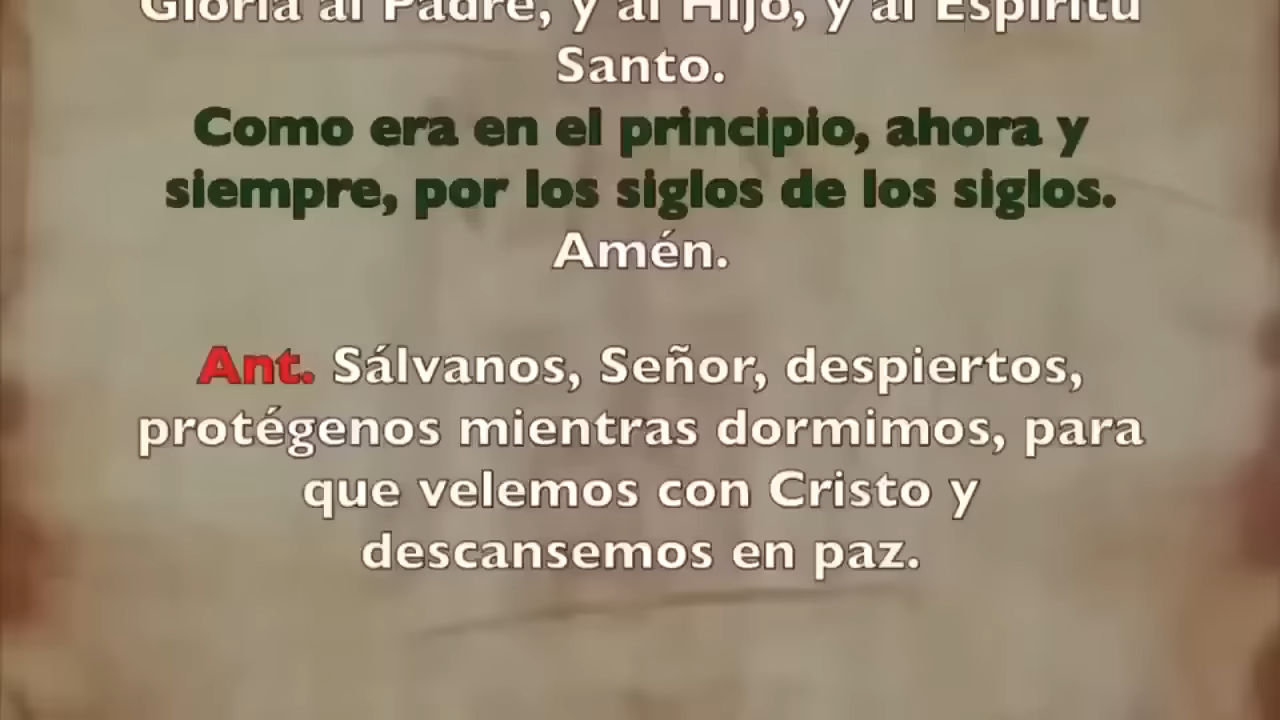 Gloria al Padre, y al Hijo, y al Espíritu
Santo.
Como era en el principio, ahora y
siempre, por los siglos de los siglos.
Amén.
Ant. Sálvanos, Señor, despiertos,
protégenos mientras dormimos, para
que velemos con Cristo y
descansemos en paz.